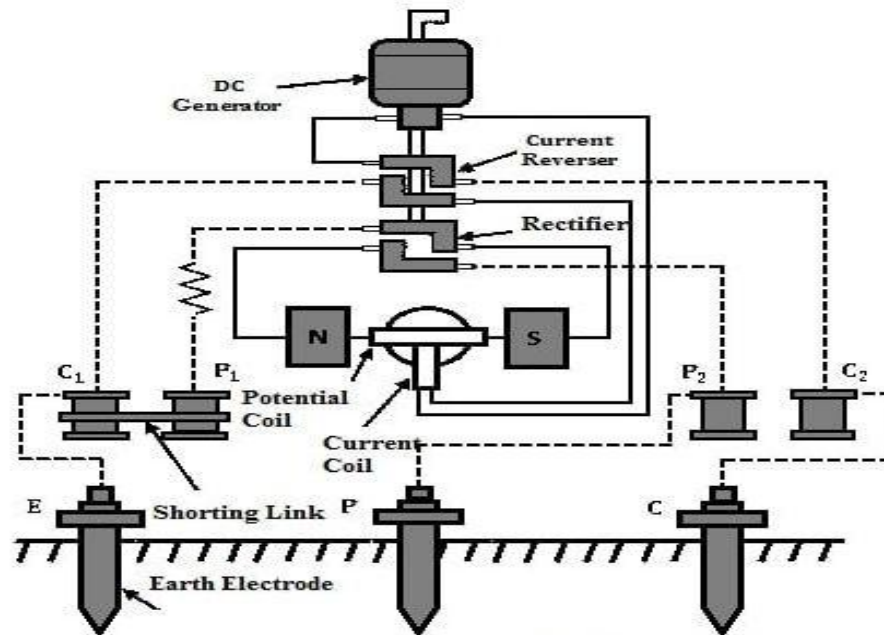 DC
Generator
Current
Reverser
Rectifier
N
S
C₁
P₁
Potential
Coil
P₂
C₂
Current
Coil
E
Shorting Link
P
C
Earth Electrode